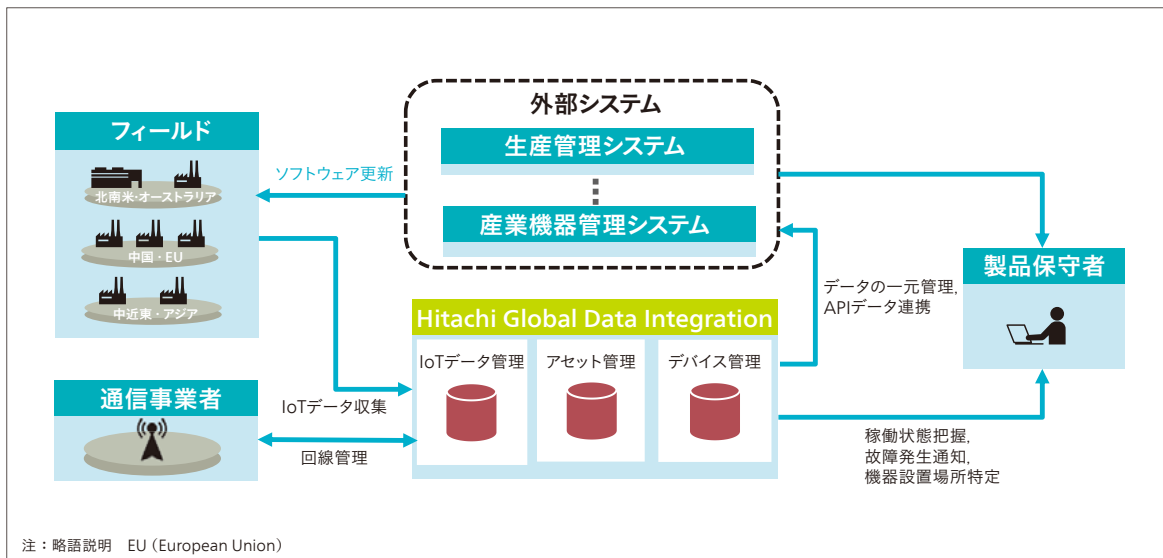 外部システム
生産管理システム
産業機器管理システム
フィールド
北南米・オーストラリア
中国・EU
中近東・アジア
ソフトウェア更新
データの一元管理,
APIデータ連携
製品保守者
Hitachi Global Data Integration
IoTデータ管理
アセット管理
デバイス管理
通信事業者
IoTデータ収集
回線管理
稼働状態把握,
故障発生通知,
機器設置場所特定
注：略語説明　EU（European Union）